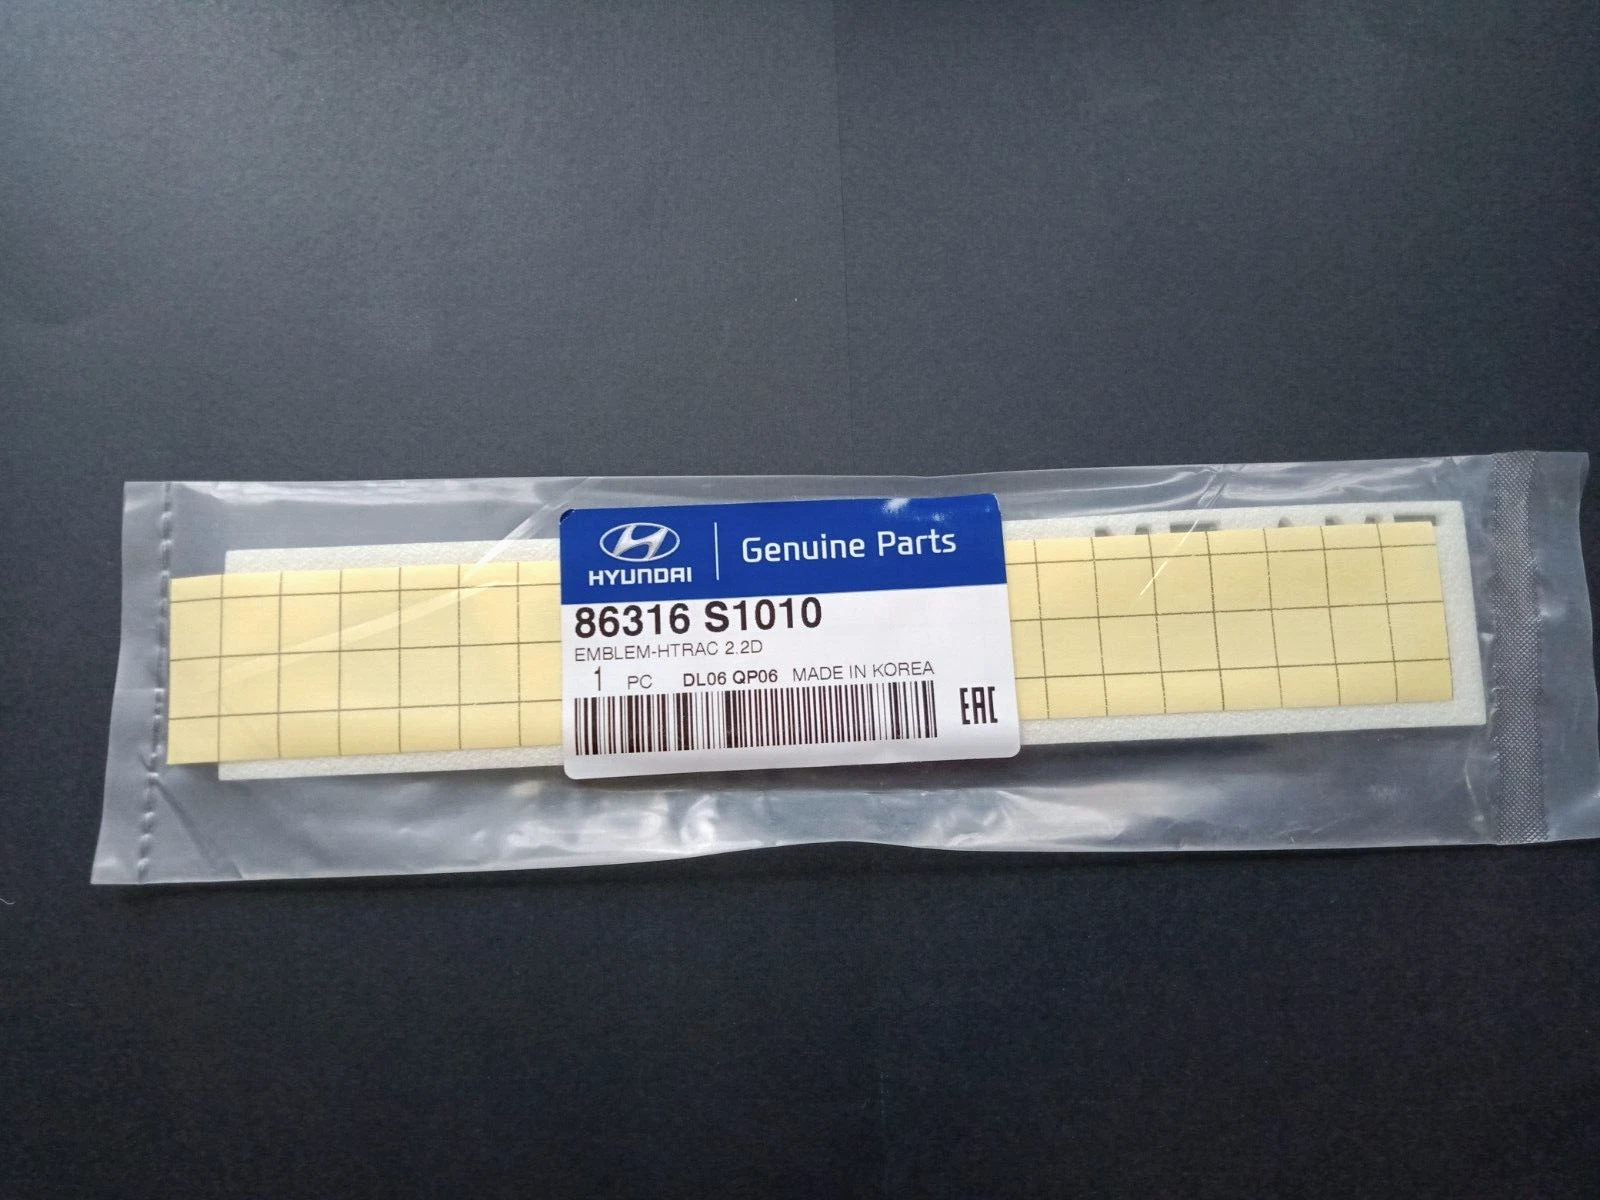 HYUNDAI
Genuine Parts
86316 S1010
EMBLEM-HTRAC 2.2D
1 PC DL06 QP06 MADE IN KOREA
EAC